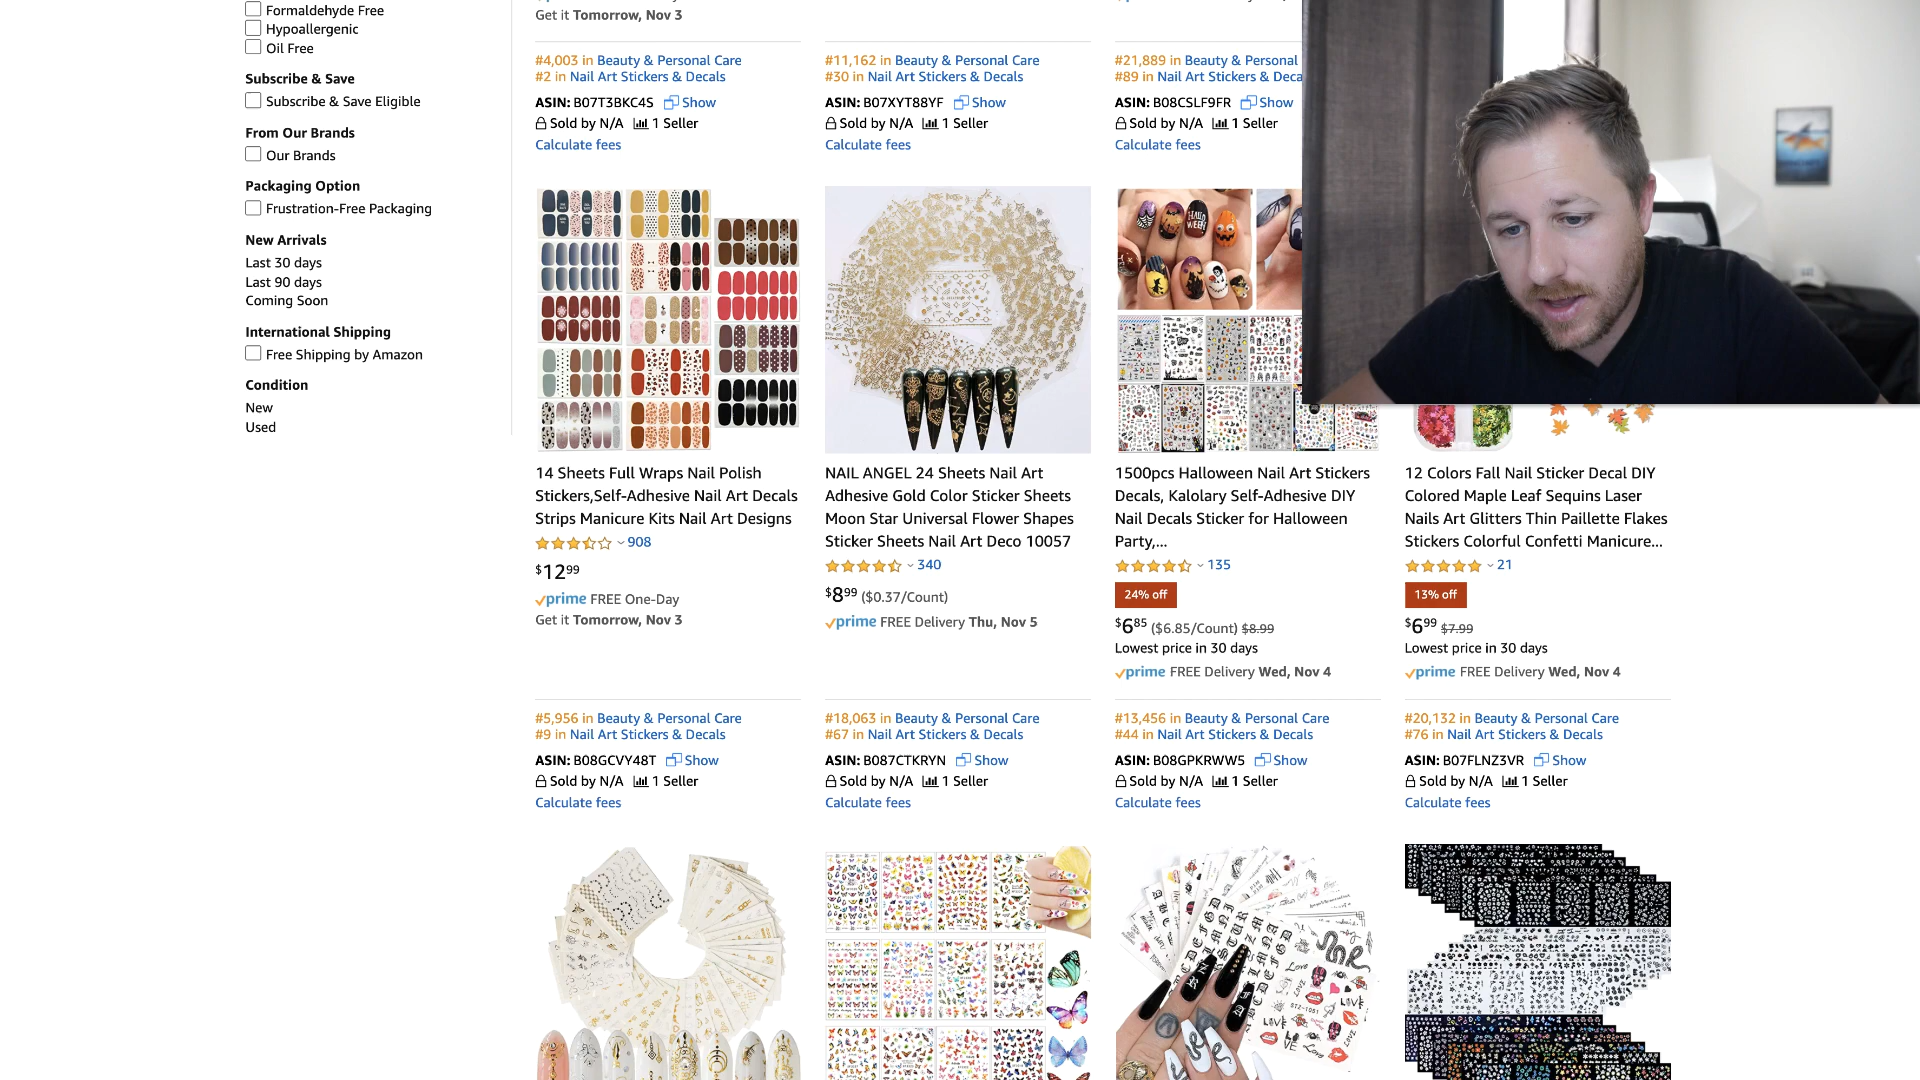 Formaldehyde Free
Hypoallergenic
Oil Free
Subscribe & Save
Subscribe & Save Eligible
From Our Brands
Our Brands
Packaging Option
Frustration-Free Packaging
New Arrivals
Last 30 days
Last 90 days
Coming Soon
International Shipping
Free Shipping by Amazon
Condition
New
Used
Get it Tomorrow, Nov 3
#4,003 in Beauty & Personal Care
#2 in Nail Art Stickers & Decals
ASIN: B07T3BKC4S Show
Sold by N/A 1 Seller
Calculate fees
#11,162 in Beauty & Personal Care
#30 in Nail Art Stickers & Decals
ASIN: B07XYT88YF Show
Sold by N/A 1 Seller
Calculate fees
#21,889 in Beauty & Personal
#89 in Nail Art Stickers & Deca
ASIN: B08CSLF9FR Show
Sold by N/A 1 Seller
Calculate fees
14 Sheets Full Wraps Nail Polish
Stickers,Self-Adhesive Nail Art Decals
Strips Manicure Kits Nail Art Designs
908
$1299
prime FREE One-Day
Get it Tomorrow, Nov 3
#5,956 in Beauty & Personal Care
#9 in Nail Art Stickers & Decals
ASIN: B08GCVY48T Show
Sold by N/A 1 Seller
Calculate fees
NAIL ANGEL 24 Sheets Nail Art
Adhesive Gold Color Sticker Sheets
Moon Star Universal Flower Shapes
Sticker Sheets Nail Art Deco 10057
340
$899 ($0.37/Count)
prime FREE Delivery Thu, Nov 5
#18,063 in Beauty & Personal Care
#67 in Nail Art Stickers & Decals
ASIN: B087CTKRYN Show
Sold by N/A 1 Seller
Calculate fees
1500pcs Halloween Nail Art Stickers
Decals, Kalolary Self-Adhesive DIY
Nail Decals Sticker for Halloween
Party,...
135
24% off
$685 ($6.85/Count) $8.99
Lowest price in 30 days
prime FREE Delivery Wed, Nov 4
#13,456 in Beauty & Personal Care
#44 in Nail Art Stickers & Decals
ASIN: B08GPKRWW5 Show
Sold by N/A 1 Seller
Calculate fees
12 Colors Fall Nail Sticker Decal DIY
Colored Maple Leaf Sequins Laser
Nails Art Glitters Thin Paillette Flakes
Stickers Colorful Confetti Manicure...
21
13% off
$699 $7.99
Lowest price in 30 days
prime FREE Delivery Wed, Nov 4
#20,132 in Beauty & Personal Care
#76 in Nail Art Stickers & Decals
ASIN: B07FLNZ3VR Show
Sold by N/A 1 Seller
Calculate fees